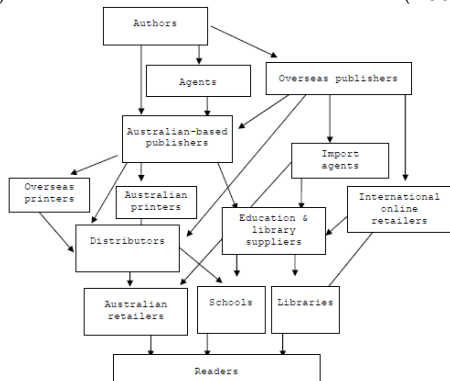 Authors
Agents
Overseas publishers
Australian-based
publishers
Import
agents
Overseas
printers
Australian
printers
International
online
retailers
Education &
library
suppliers
Distributors
Australian
retailers
Schools
Libraries
Readers